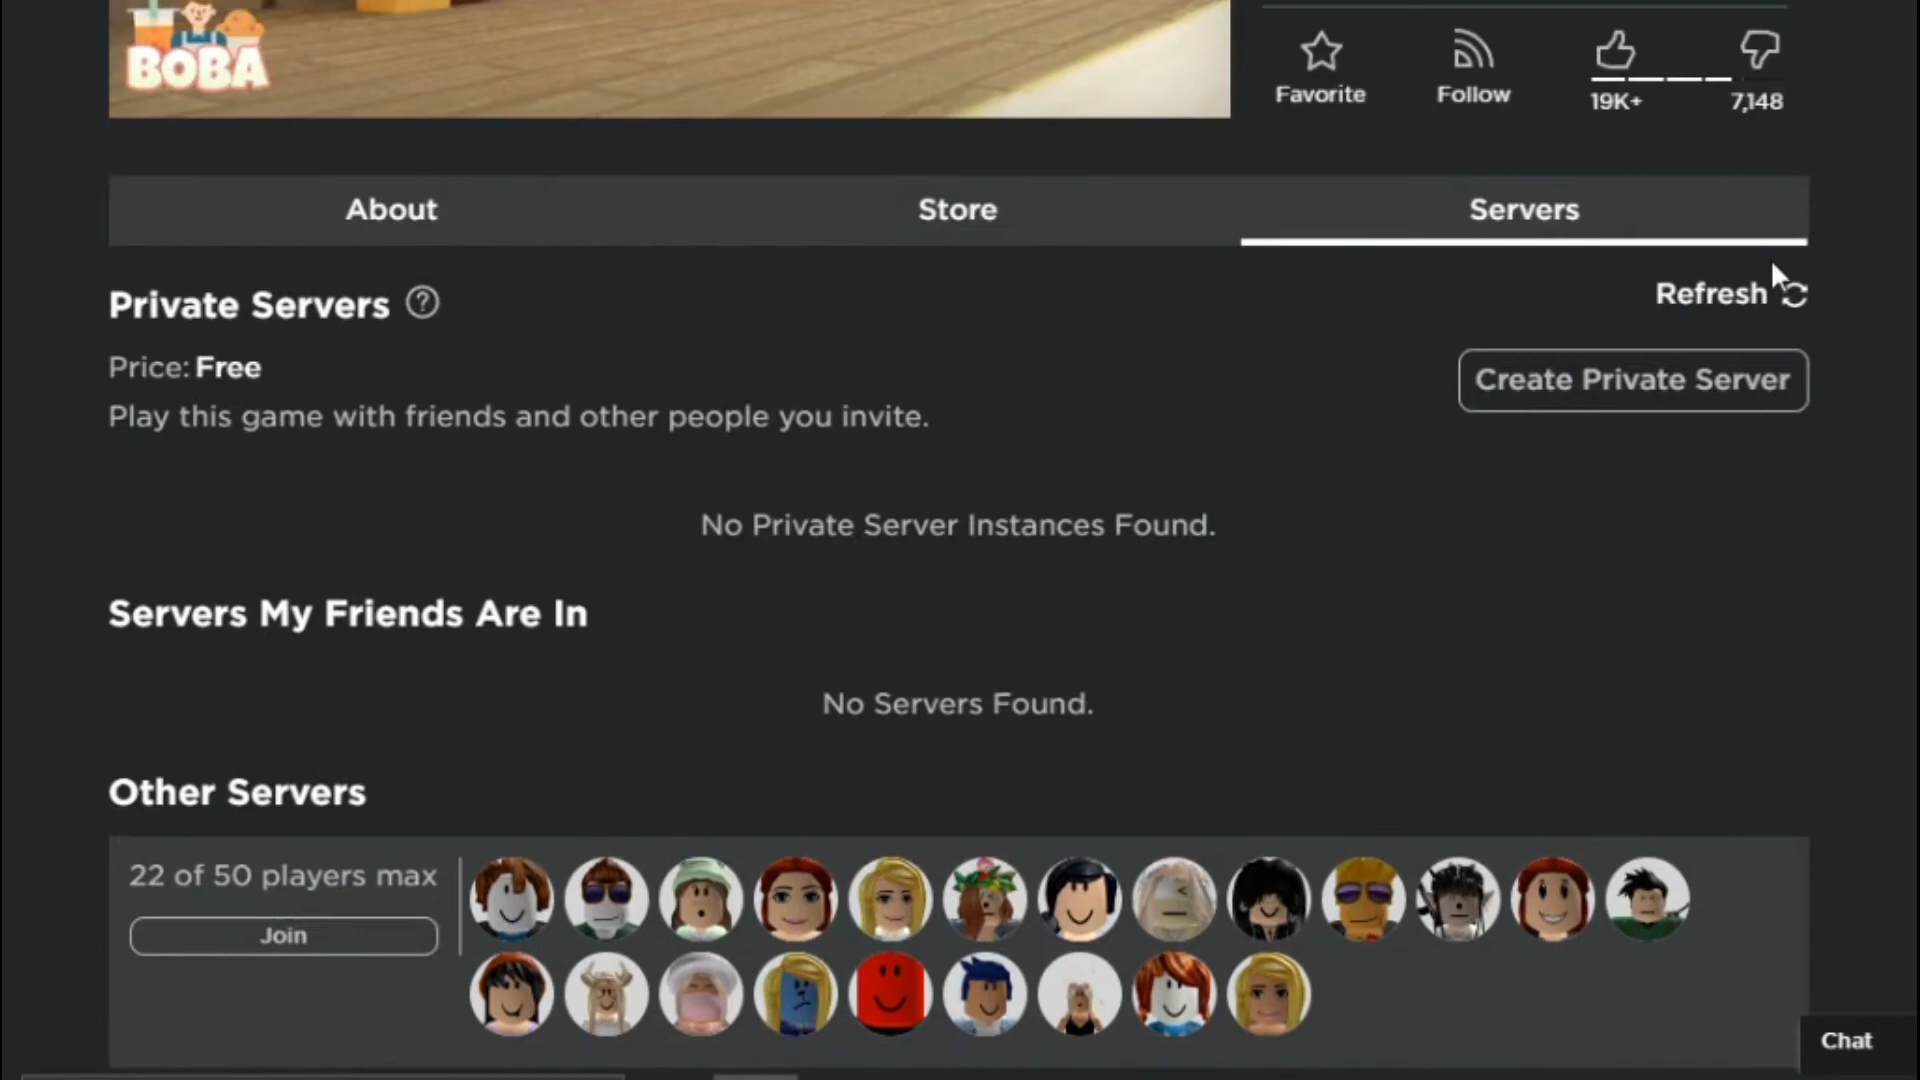 BOBA
Favorite
Follow
19K+
7,148
About
Store
Servers
Private Servers ?
Refresh
Price: Free
Create Private Server
Play this game with friends and other people you invite.
No Private Server Instances Found.
Servers My Friends Are In
No Servers Found.
Other Servers
22 of 50 players max
Join
Chat